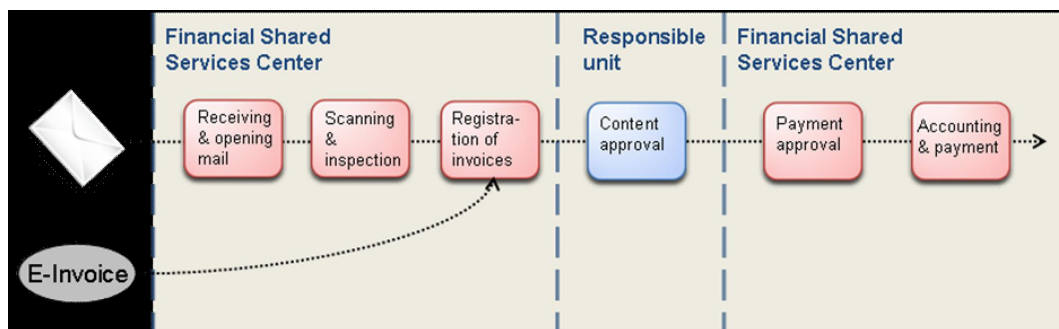 Financial Shared
Services Center
Responsible
unit
Financial Shared
Services Center
Receiving
& opening
mail
Scanning
&
inspection
Registra-
tion of
invoices
Content
approval
Payment
approval
Accounting
& payment
E-Invoice